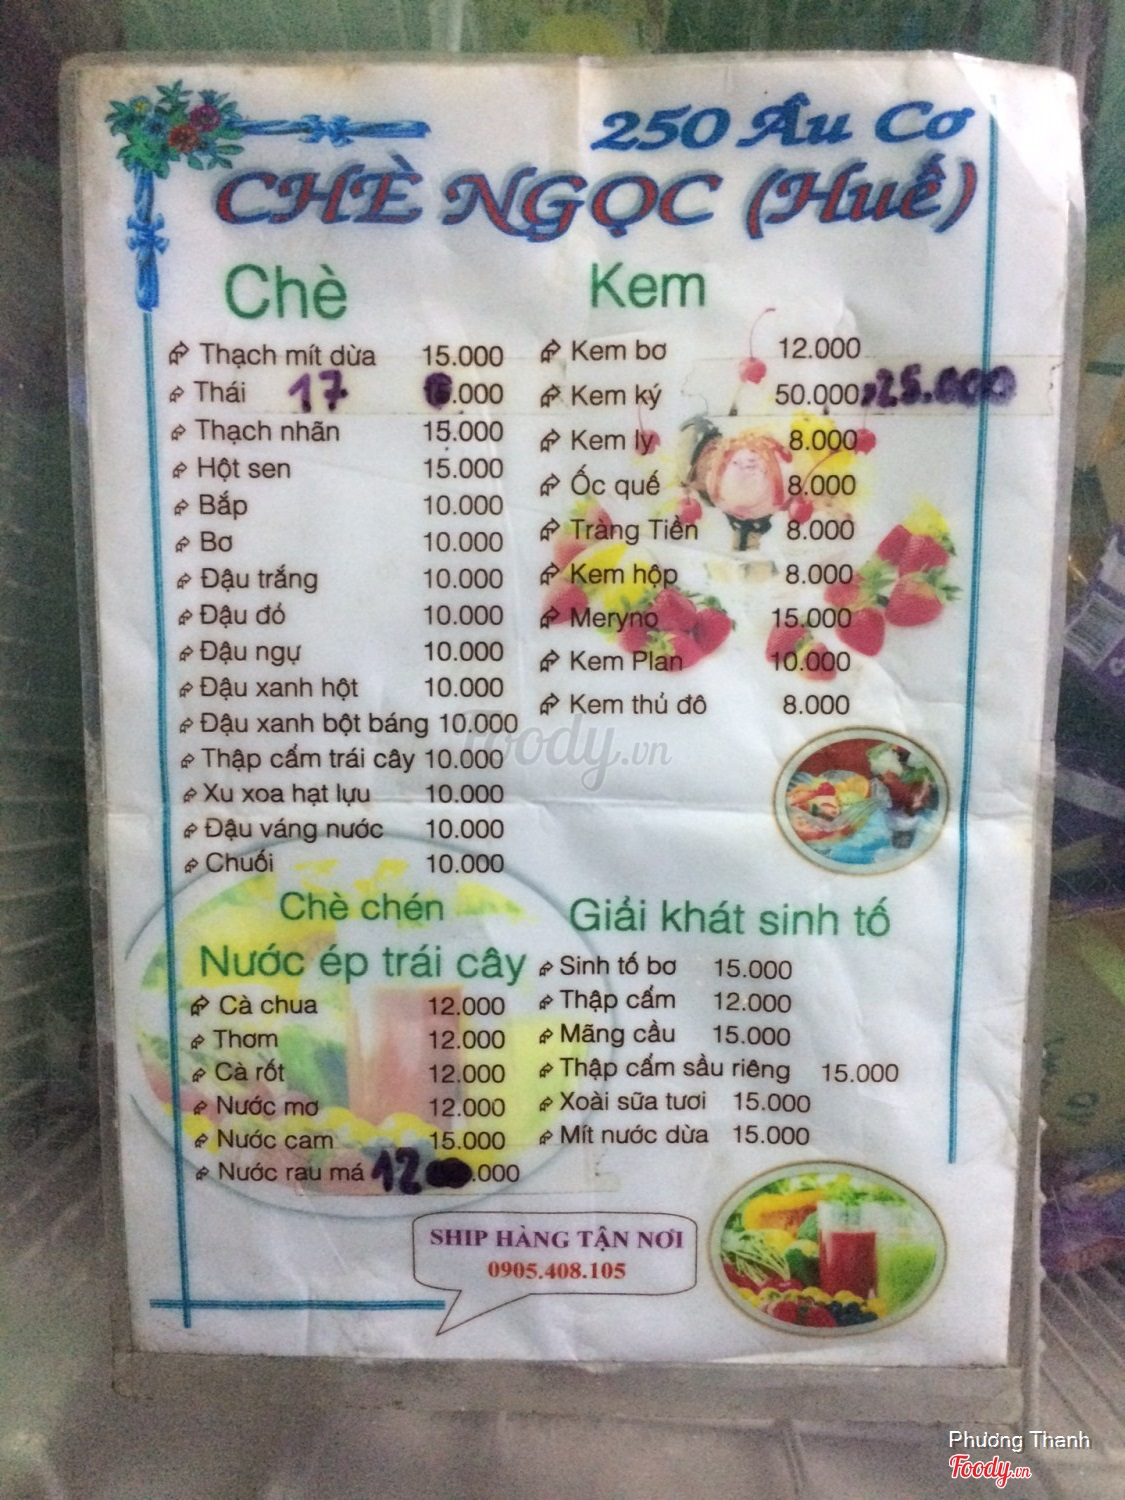 250 Âu Cơ
CHÈ NGỌC (Huế)
Chè
Thạch mít dừa 15.000
Thái 17 .000
Thạch nhãn 15.000
Hột sen 15.000
Bắp 10.000
Bơ 10.000
Đậu trắng 10.000
Đậu đỏ 10.000
Đậu ngự 10.000
Đậu xanh hột 10.000
Đậu xanh bột báng 10.000
Thập cẩm trái cây 10.000
Xu xoa hạt lựu 10.000
Đậu váng nước 10.000
Chuối 10.000
Chè chén
Kem
Kem bơ 12.000
Kem ký 50.000, 25.000
Kem ly 8.000
Ốc quế 8.000
Tràng Tiền 8.000
Kem hộp 8.000
Meryno 15.000
Kem Plan 10.000
Kem thủ đô 8.000
Foody.vn
Nước ép trái cây
Cà chua 12.000
Thơm 12.000
Cà rốt 12.000
Nước mơ 12.000
Nước cam 15.000
Nước rau má 12 .000
Giải khát sinh tố
Sinh tố bơ 15.000
Thập cẩm 12.000
Mãng cầu 15.000
Thập cẩm sầu riêng 15.000
Xoài sữa tươi 15.000
Mít nước dừa 15.000
SHIP HÀNG TẬN NƠI
0905.408.105
Phương Thanh
Foody.vn